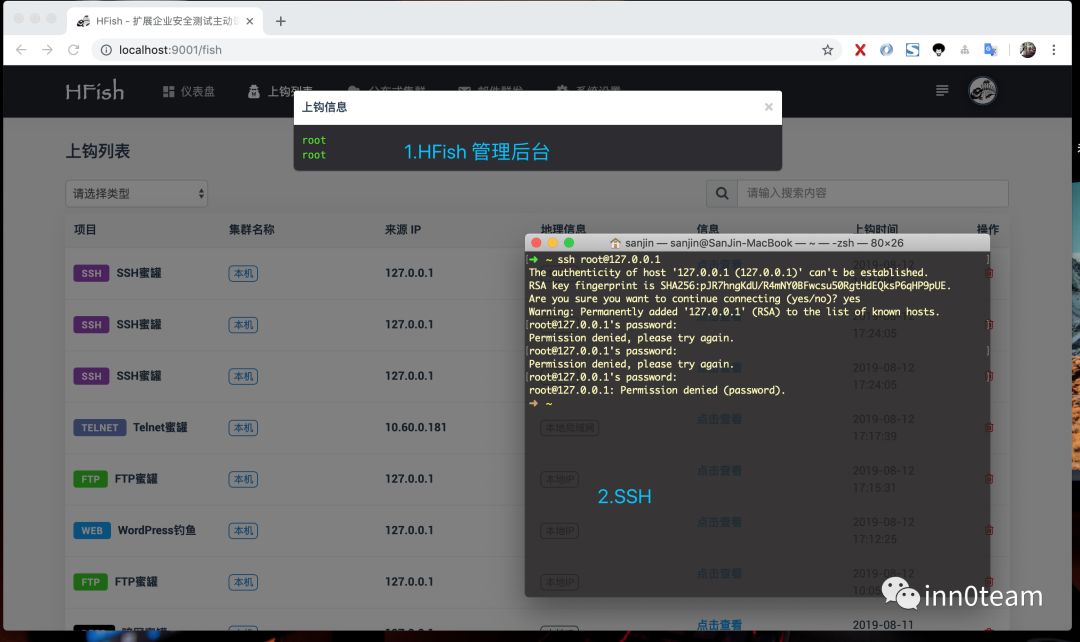 HFish - 扩展企业安全测试主动
localhost:9001/fish
HFish
仪表盘
上钩列表
上钩信息
×
root
root
1.HFish 管理后台
上钩列表
请选择类型
请输入搜索内容
项目 集群名称 来源 IP 地理信息 信息 上钩时间 操作
SSH SSH蜜罐 本机 127.0.0.1
SSH SSH蜜罐 本机 127.0.0.1 17:24:05
SSH SSH蜜罐 本机 127.0.0.1 2019-08-12 17:24:05
TELNET Telnet蜜罐 本机 10.60.0.181 本地局域网 点击查看 2019-08-12 17:17:39
FTP FTP蜜罐 本机 127.0.0.1 本地IP 点击查看 2019-08-12 17:15:31
WEB WordPress钓鱼 本机 127.0.0.1 本地IP 点击查看 2019-08-12 17:12:25
FTP FTP蜜罐 本机 127.0.0.1 本地IP 点击查看 2019-08-12
点击查看 2019-08-11
sanjin — sanjin@SanJin-MacBook — ~ — -zsh — 80×26
→ ~ ssh root@127.0.0.1
The authenticity of host '127.0.0.1 (127.0.0.1)' can't be established.
RSA key fingerprint is SHA256:pJR7hngKdU/R4mNY0BFwcsu50RgtHdEQksP6qHP9pUE.
Are you sure you want to continue connecting (yes/no)? yes
Warning: Permanently added '127.0.0.1' (RSA) to the list of known hosts.
root@127.0.0.1's password:
Permission denied, please try again.
root@127.0.0.1's password:
Permission denied, please try again.
root@127.0.0.1's password:
root@127.0.0.1: Permission denied (password).
→ ~
2.SSH
inn0team